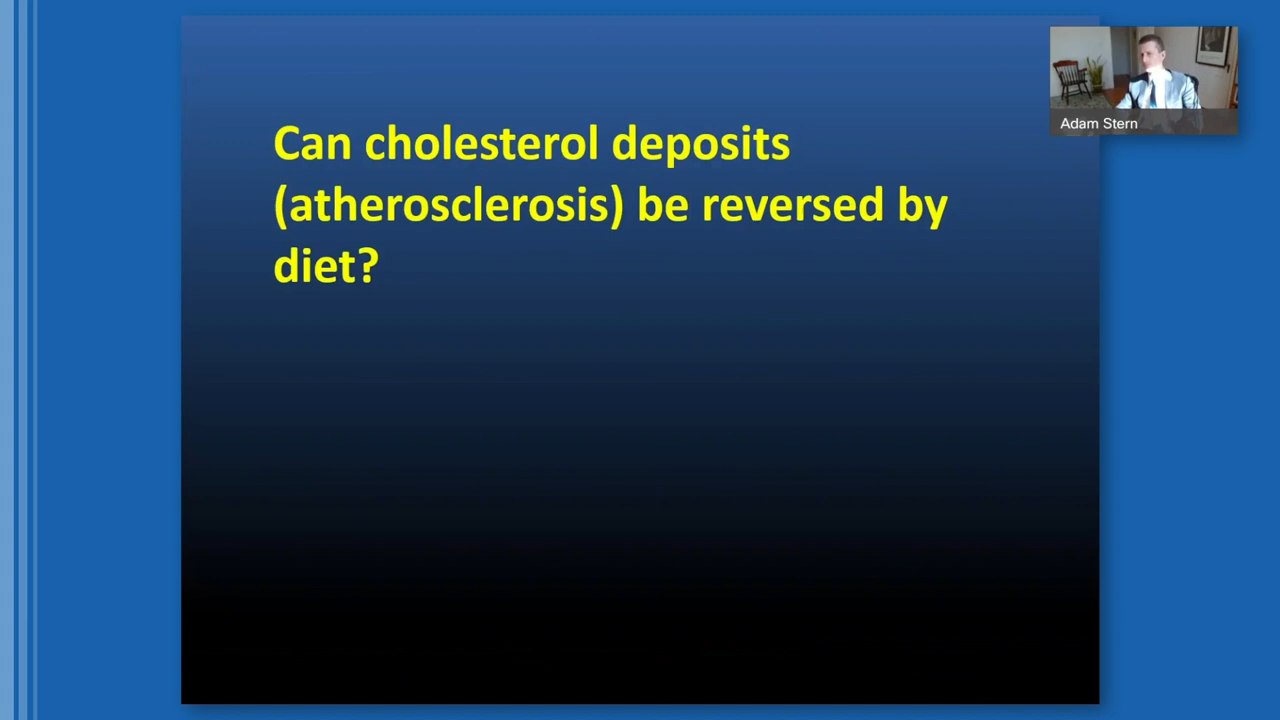 Can cholesterol deposits
(atherosclerosis) be reversed by
diet?
Adam Stern